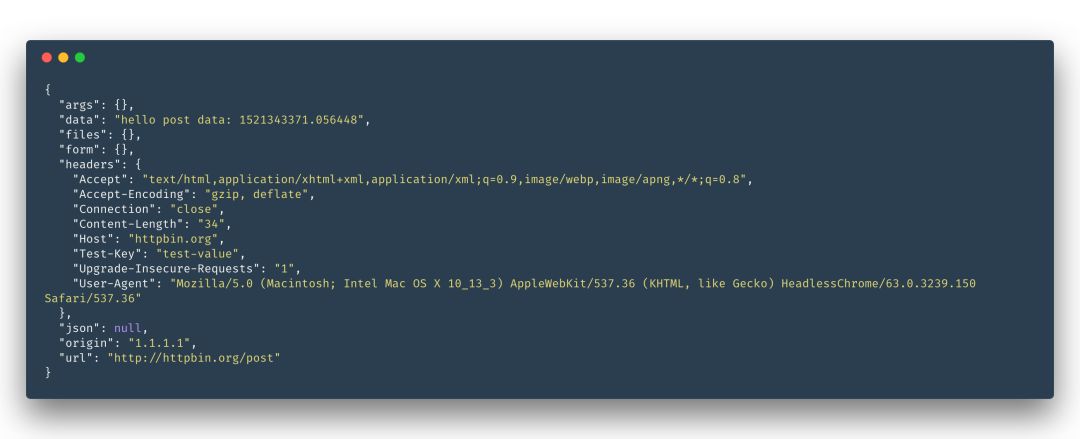 {
  "args": {},
  "data": "hello post data: 1521343371.056448",
  "files": {},
  "form": {},
  "headers": {
    "Accept": "text/html,application/xhtml+xml,application/xml;q=0.9,image/webp,image/apng,*/*;q=0.8",
    "Accept-Encoding": "gzip, deflate",
    "Connection": "close",
    "Content-Length": "34",
    "Host": "httpbin.org",
    "Test-Key": "test-value",
    "Upgrade-Insecure-Requests": "1",
    "User-Agent": "Mozilla/5.0 (Macintosh; Intel Mac OS X 10_13_3) AppleWebKit/537.36 (KHTML, like Gecko) HeadlessChrome/63.0.3239.150
Safari/537.36"
  },
  "json": null,
  "origin": "1.1.1.1",
  "url": "http://httpbin.org/post"
}